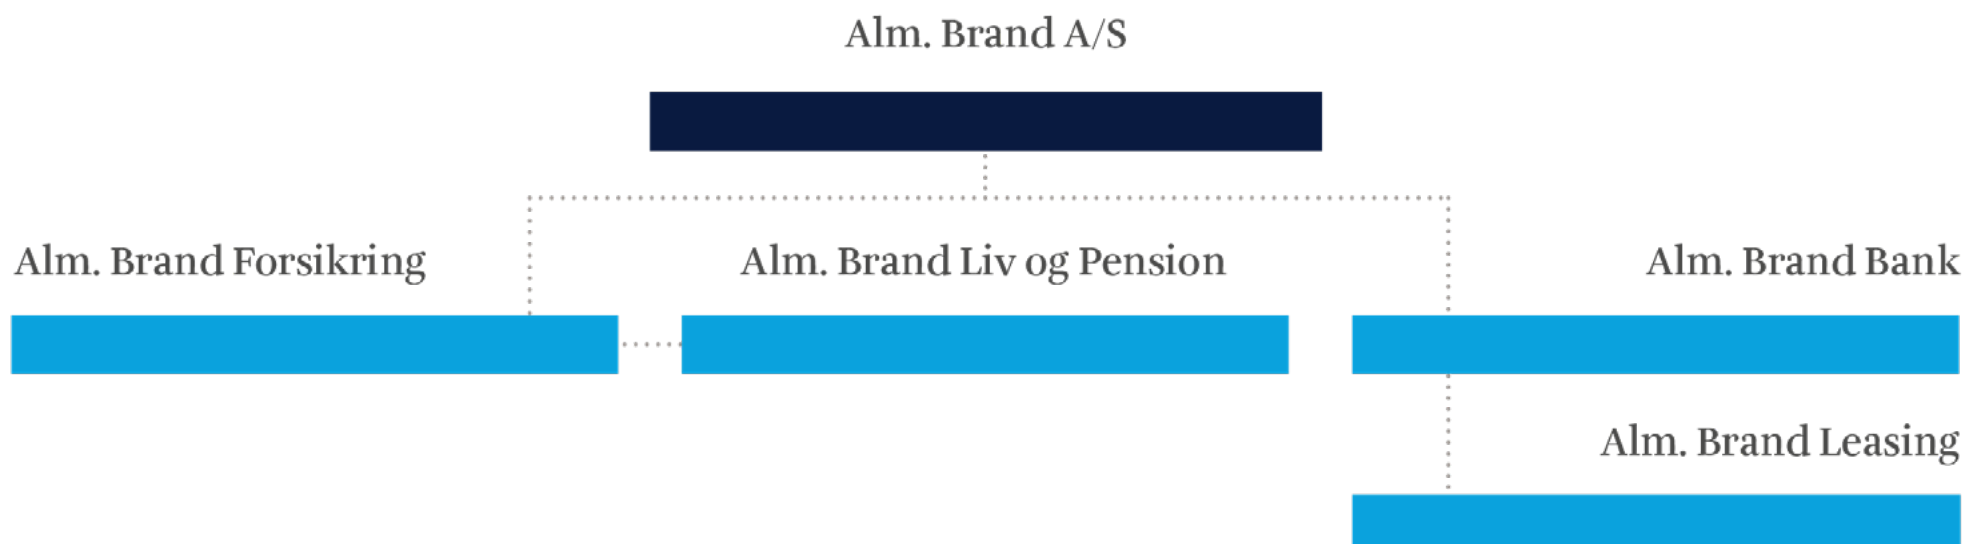 Alm. Brand A/S
Alm. Brand Forsikring
Alm. Brand Liv og Pension
Alm. Brand Bank
Alm. Brand Leasing